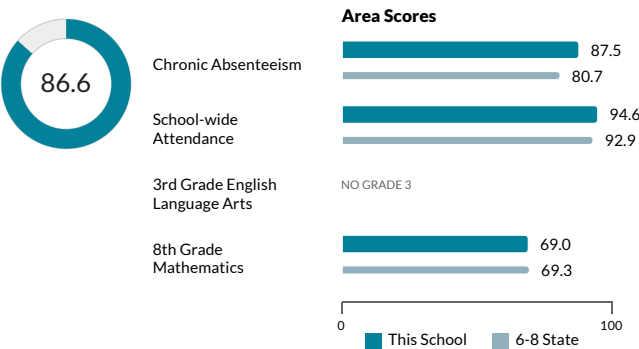 Area Scores
86.6
Chronic Absenteeism
87.5
80.7
School-wide
Attendance
94.6
92.9
3rd Grade English
Language Arts
NO GRADE 3
8th Grade
Mathematics
69.0
69.3
0
100
This School
6-8 State